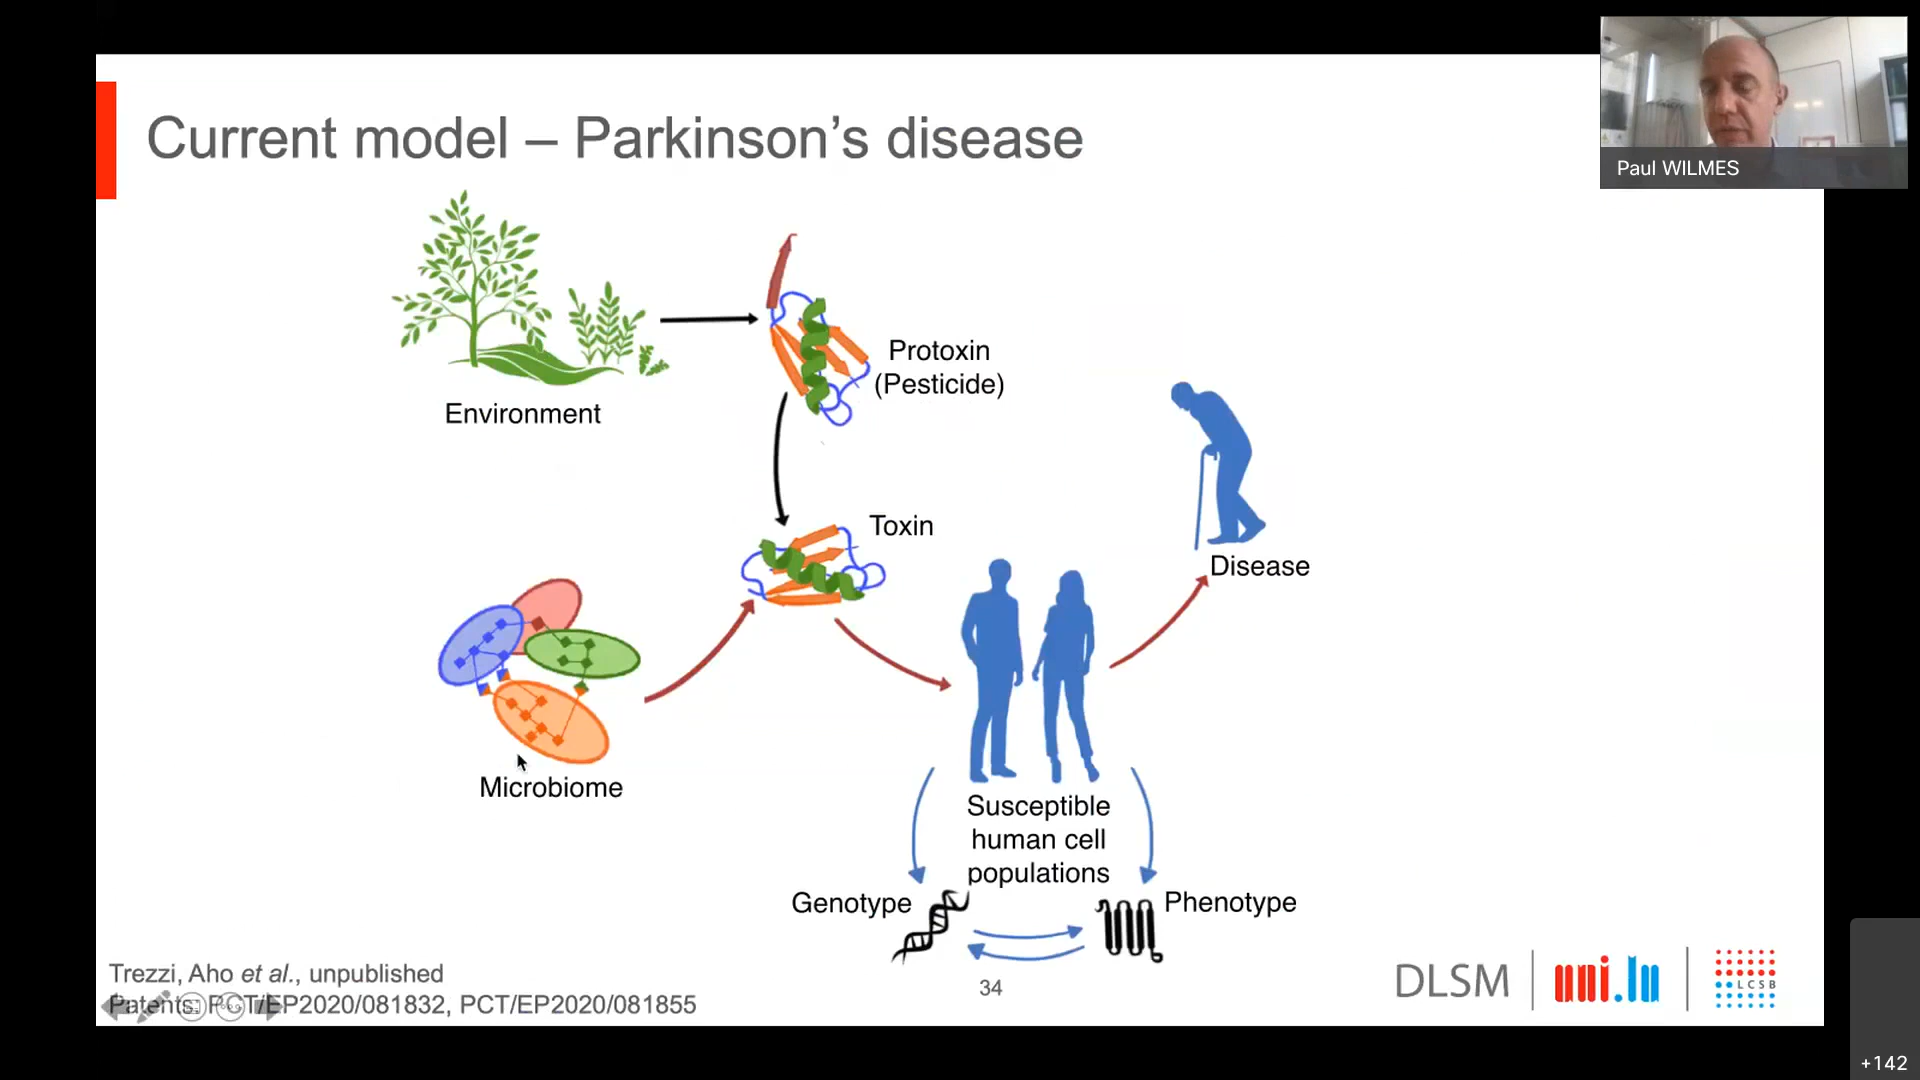 Paul WILMES
Current model – Parkinson’s disease
Protoxin
(Pesticide)
Environment
Toxin
Disease
Microbiome
Susceptible
human cell
populations
Genotype
Phenotype
Trezzi, Aho et al., unpublished
Patents: PCT/EP2020/081832, PCT/EP2020/081855
34
DLSM
uni.lu
LCSB
+142